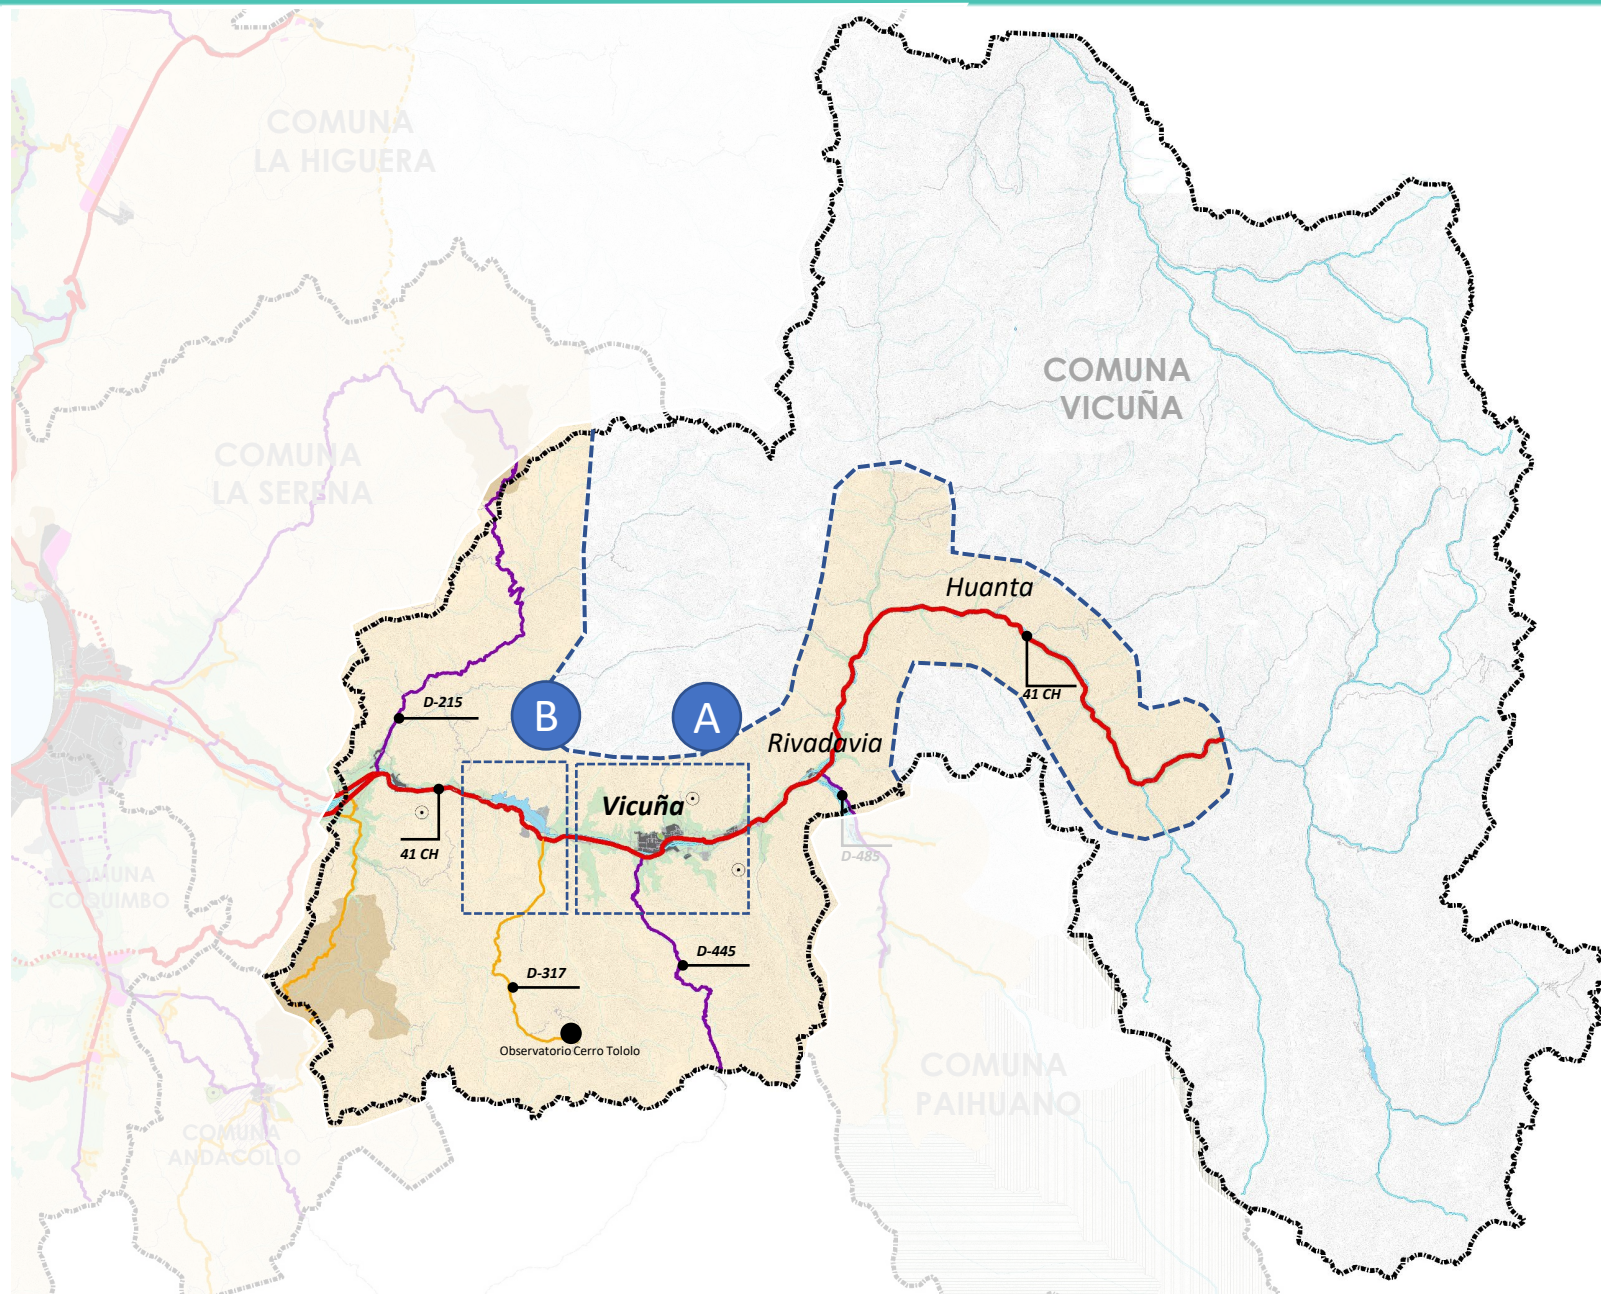 COMUNA
LA HIGUERA
COMUNA
VICUÑA
COMUNA
LA SERENA
Huanta
41 CH
D-215
B
A
Rivadavia
Vicuña
41 CH
D-485
COMUNA
COQUIMBO
D-445
D-317
Observatorio Cerro Tololo
COMUNA
PAIHUANO
COMUNA
ANDACOLLO